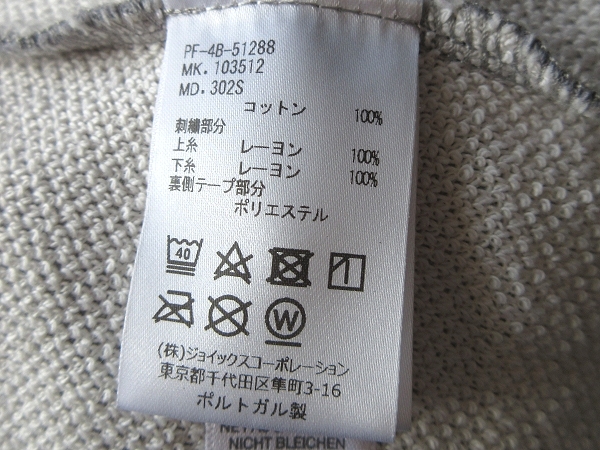 PF-4B-51288
MK. 103512
MD. 302S
コットン 100%
刺繍部分
上糸 レーヨン 100%
下糸 レーヨン 100%
裏側テープ部分
ポリエステル
40
W
(株)ジョイックスコーポレーション
東京都千代田区隼町3-16
ポルトガル製
NICHT BLEICHEN